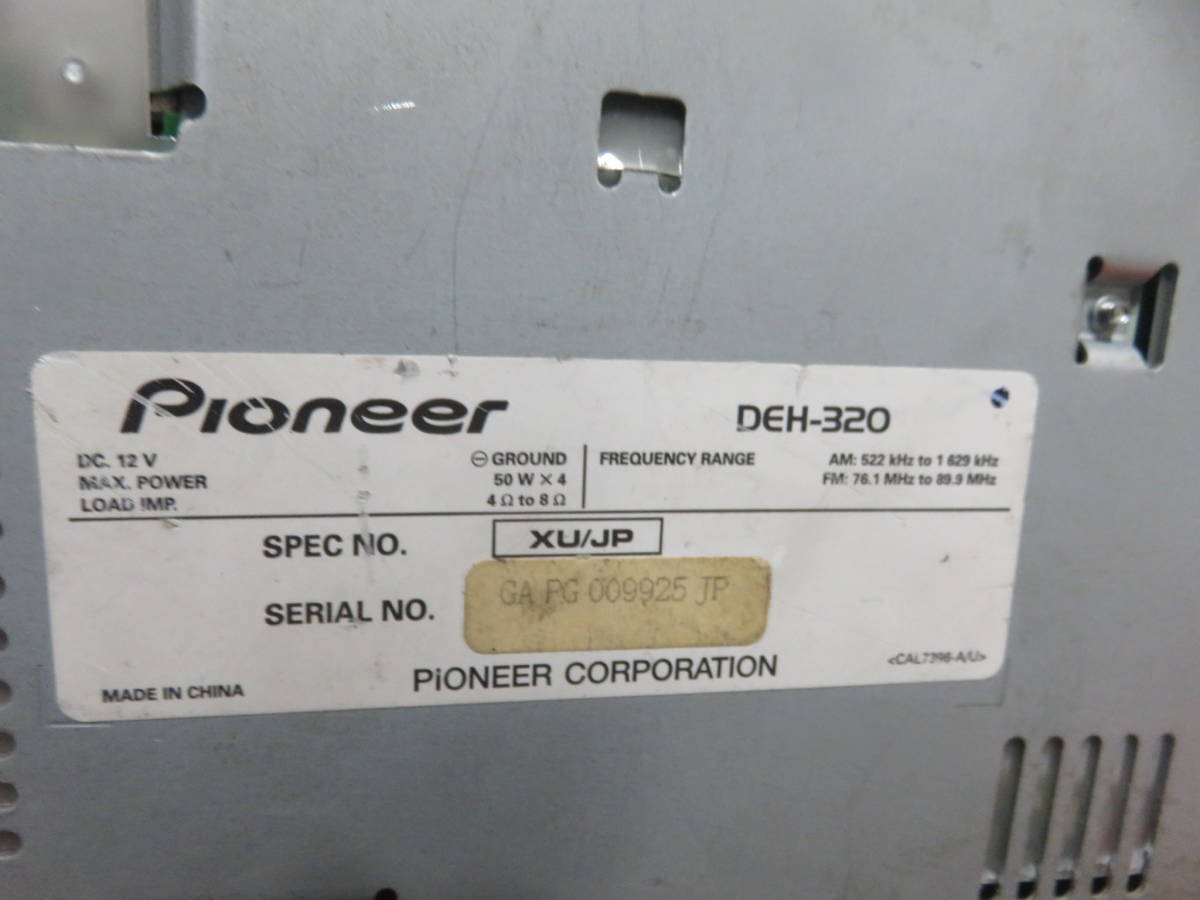 Pioneer DEH-320
DC. 12 V ⊖ GROUND FREQUENCY RANGE AM: 522 kHz to 1 629 kHz
MAX. POWER 50 W × 4 FM: 76.1 MHz to 89.9 MHz
LOAD IMP. 4 Ω to 8 Ω
SPEC NO. XU/JP
SERIAL NO. GA PG 009925 JP
PiONEER CORPORATION <CAL7396-A/U>
MADE IN CHINA